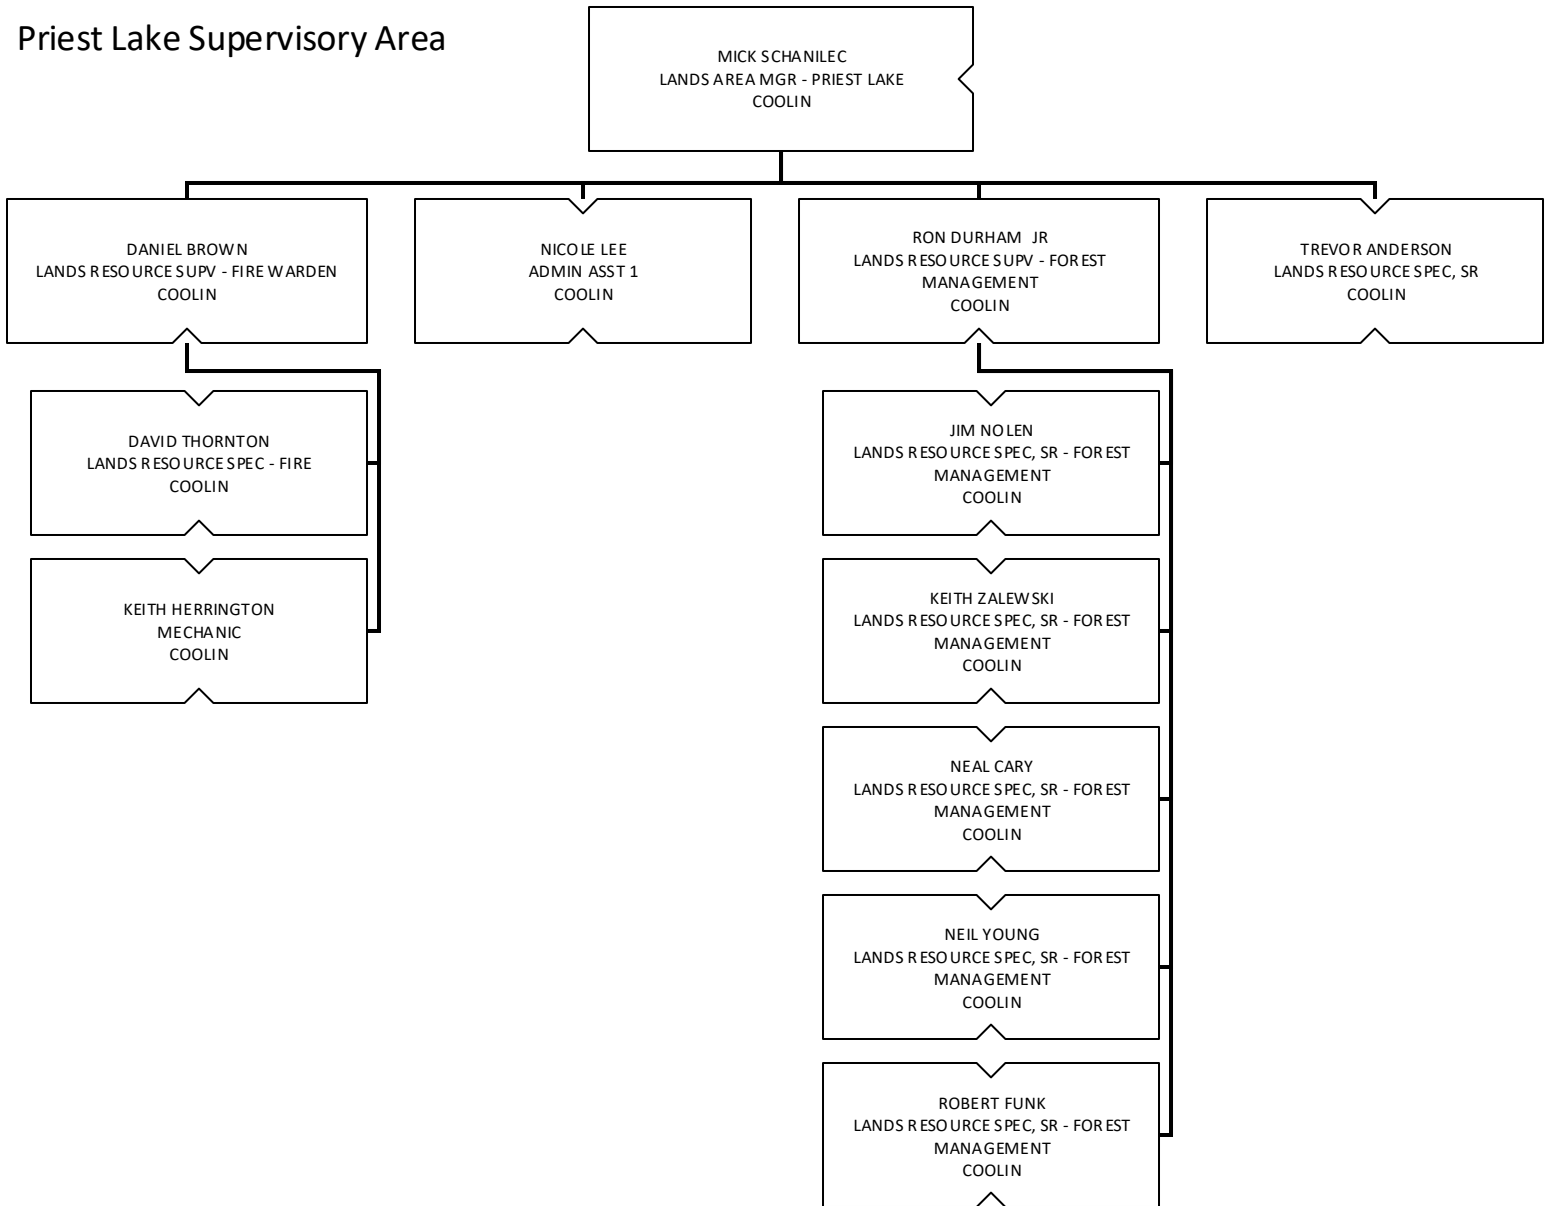 Priest Lake Supervisory Area
MICK SCHANILEC
LANDS AREA MGR - PRIEST LAKE
COOLIN
DANIEL BROWN
LANDS RESOURCE SUPV - FIRE WARDEN
COOLIN
NICOLE LEE
ADMIN ASST 1
COOLIN
RON DURHAM JR
LANDS RESOURCE SUPV - FOREST
MANAGEMENT
COOLIN
TREVOR ANDERSON
LANDS RESOURCE SPEC, SR
COOLIN
DAVID THORNTON
LANDS RESOURCE SPEC - FIRE
COOLIN
KEITH HERRINGTON
MECHANIC
COOLIN
JIM NOLEN
LANDS RESOURCE SPEC, SR - FOREST
MANAGEMENT
COOLIN
KEITH ZALEWSKI
LANDS RESOURCE SPEC, SR - FOREST
MANAGEMENT
COOLIN
NEAL CARY
LANDS RESOURCE SPEC, SR - FOREST
MANAGEMENT
COOLIN
NEIL YOUNG
LANDS RESOURCE SPEC, SR - FOREST
MANAGEMENT
COOLIN
ROBERT FUNK
LANDS RESOURCE SPEC, SR - FOREST
MANAGEMENT
COOLIN